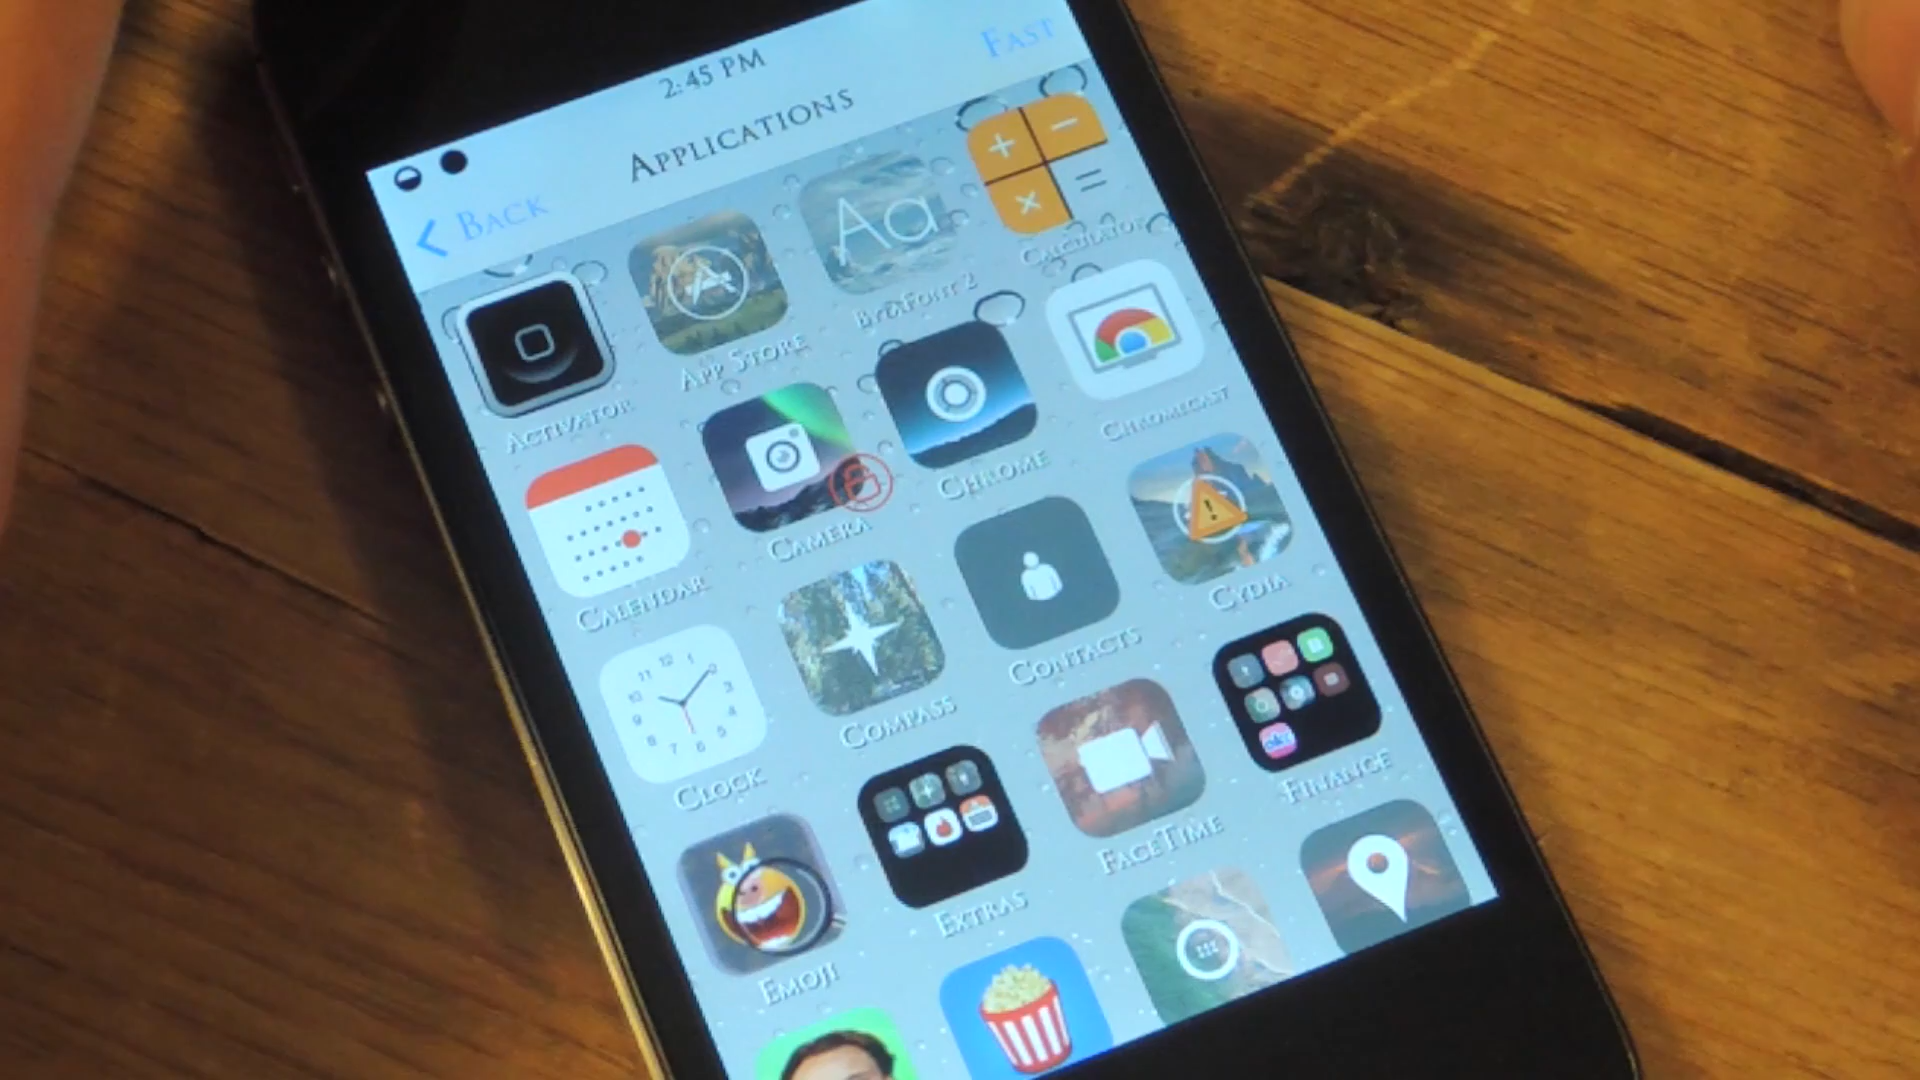 2:45 PM
FAST
APPLICATIONS
BACK
ACTIVATOR
APP STORE
BYTAFONT 2
CALCULATOR
CALENDAR
CAMERA
CHROME
CHROMECAST
CLOCK
COMPASS
CONTACTS
CYDIA
EMOJI
EXTRAS
FACETIME
FINANCE
Aa